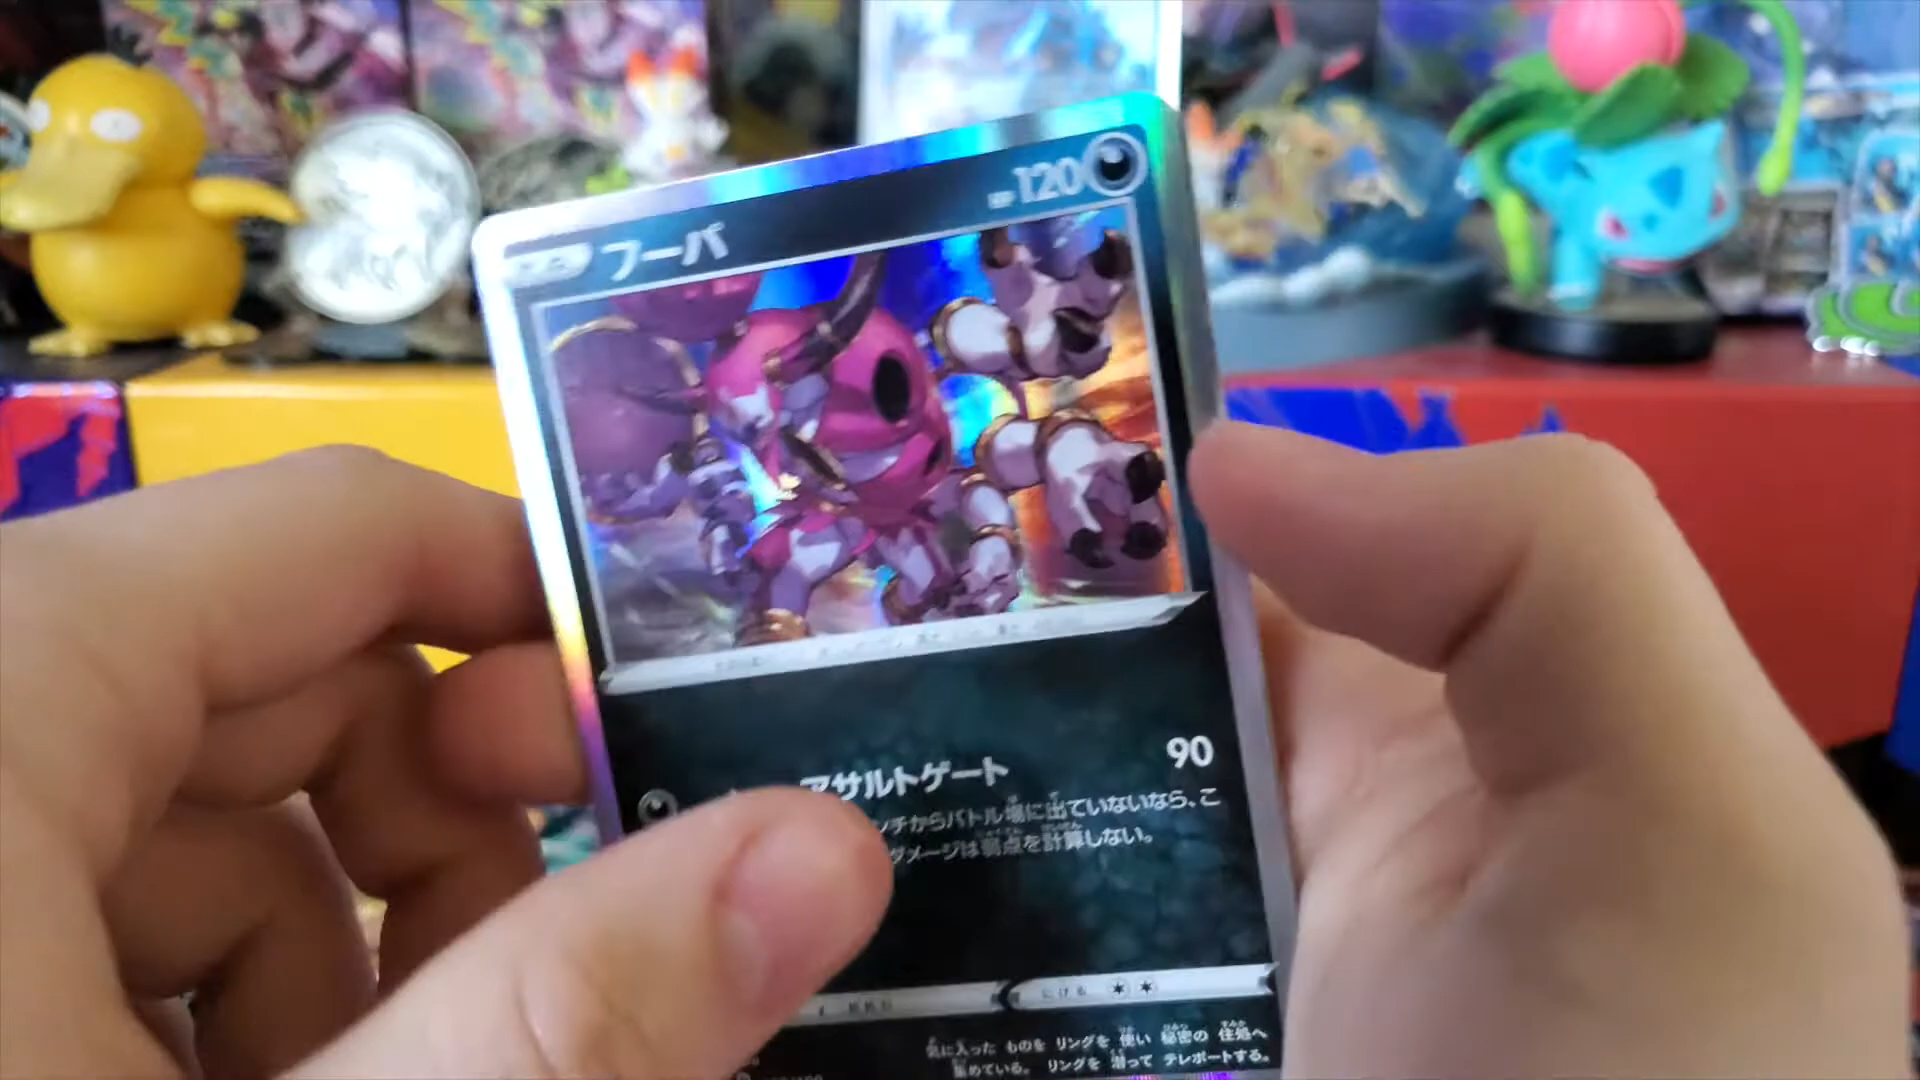 フーパ
HP 120
アサルトゲート 90
ンチからバトル場に出ていないなら、こ
ダメージは弱点を計算しない。
にげる
気に入った ものを リングを 使い 秘密の 住処へ
集めている。 リングを 潜って テレポートする。